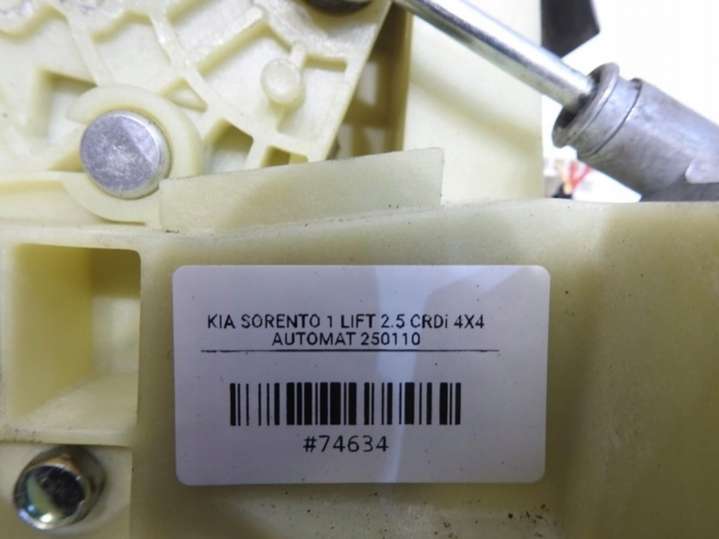 KIA SORENTO 1 LIFT 2.5 CRDi 4X4
AUTOMAT 250110
#74634